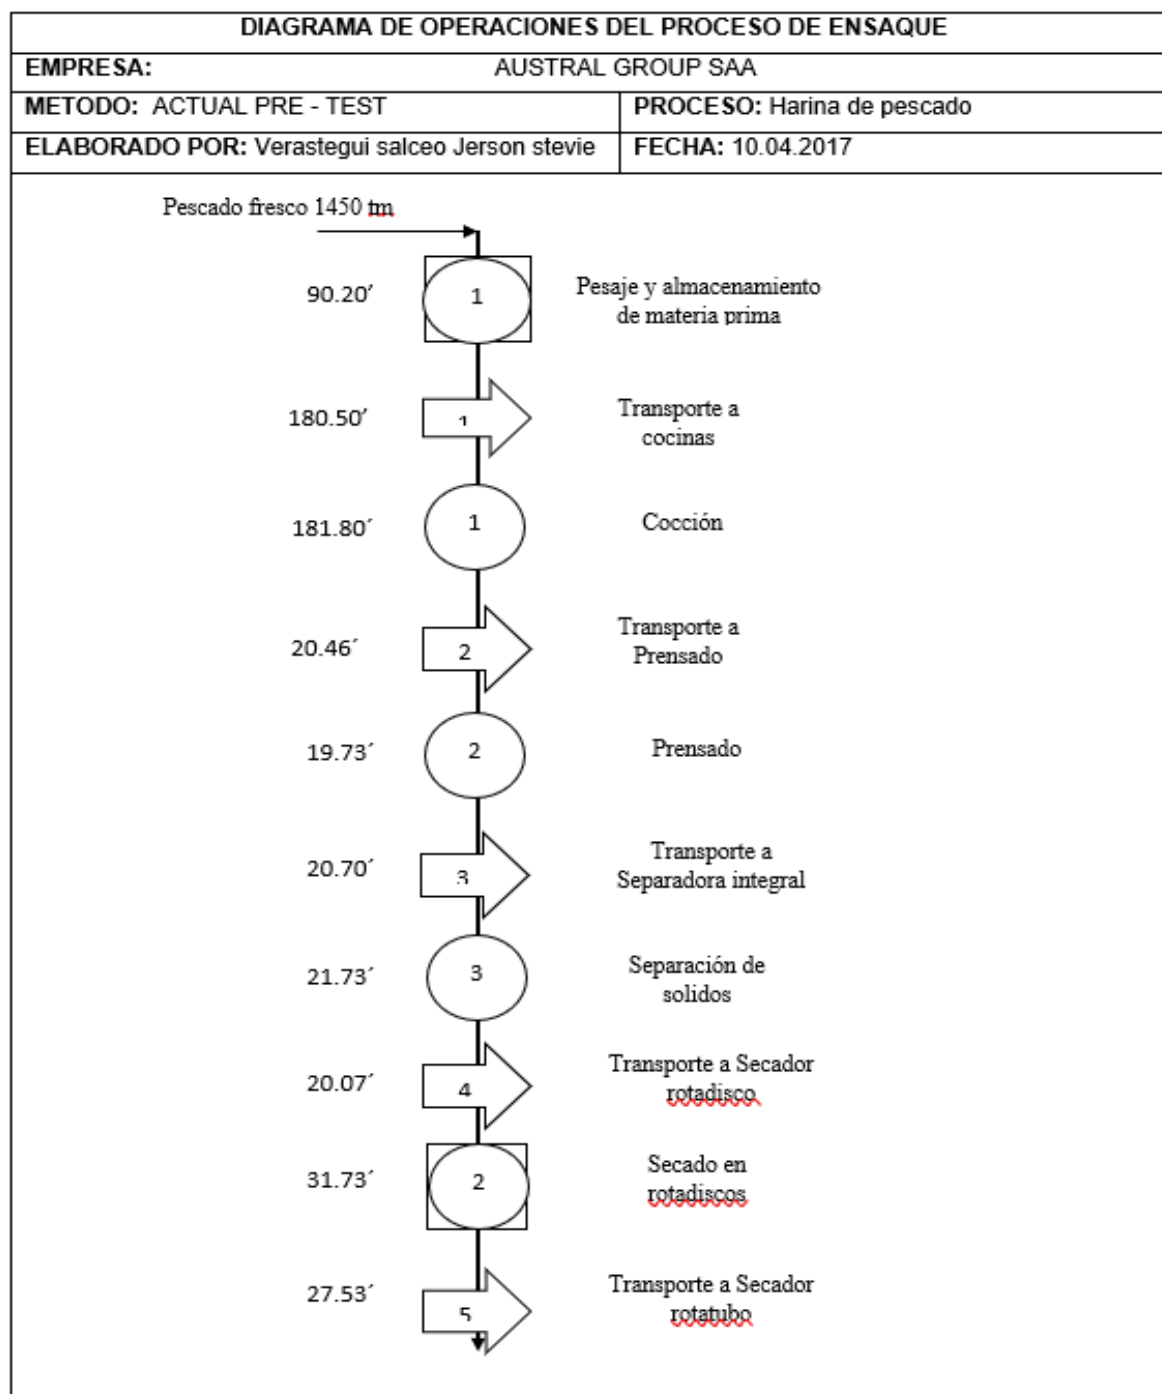 DIAGRAMA DE OPERACIONES DEL PROCESO DE ENSAQUE
EMPRESA: AUSTRAL GROUP SAA
METODO: ACTUAL PRE - TEST PROCESO: Harina de pescado
ELABORADO POR: Verastegui salceo Jerson stevie FECHA: 10.04.2017
Pescado fresco 1450 tm
90.20´ 1 Pesaje y almacenamiento
de materia prima
180.50´ 1 Transporte a
cocinas
181.80´ 1 Cocción
20.46´ 2 Transporte a
Prensado
19.73´ 2 Prensado
20.70´ 3 Transporte a
Separadora integral
21.73´ 3 Separación de
solidos
20.07´ 4 Transporte a Secador
rotadisco
31.73´ 2 Secado en
rotadiscos
27.53´ 5 Transporte a Secador
rotatubo